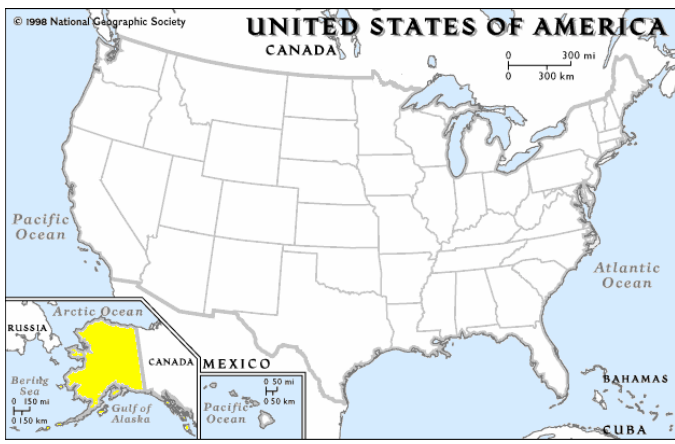 © 1998 National Geographic Society
UNITED STATES OF AMERICA
CANADA
0 300 mi
0 300 km
Pacific
Ocean
Atlantic
Ocean
Arctic Ocean
RUSSIA
CANADA
MEXICO
Bering
Sea
0 150 mi
0 150 km
Gulf of
Alaska
0 50 mi
0 50 km
Pacific
Ocean
BAHAMAS
CUBA